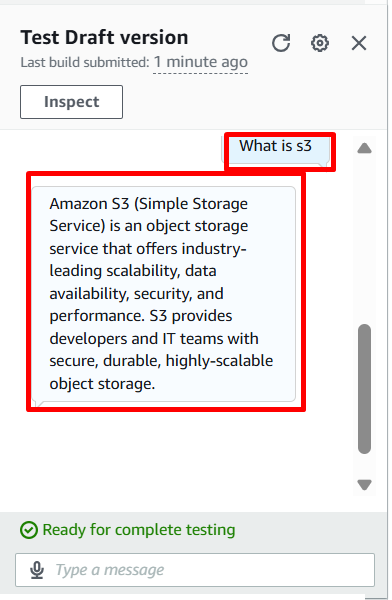 Test Draft version
Last build submitted: 1 minute ago
Inspect
What is s3
Amazon S3 (Simple Storage
Service) is an object storage
service that offers industry-
leading scalability, data
availability, security, and
performance. S3 provides
developers and IT teams with
secure, durable, highly-scalable
object storage.
Ready for complete testing
Type a message